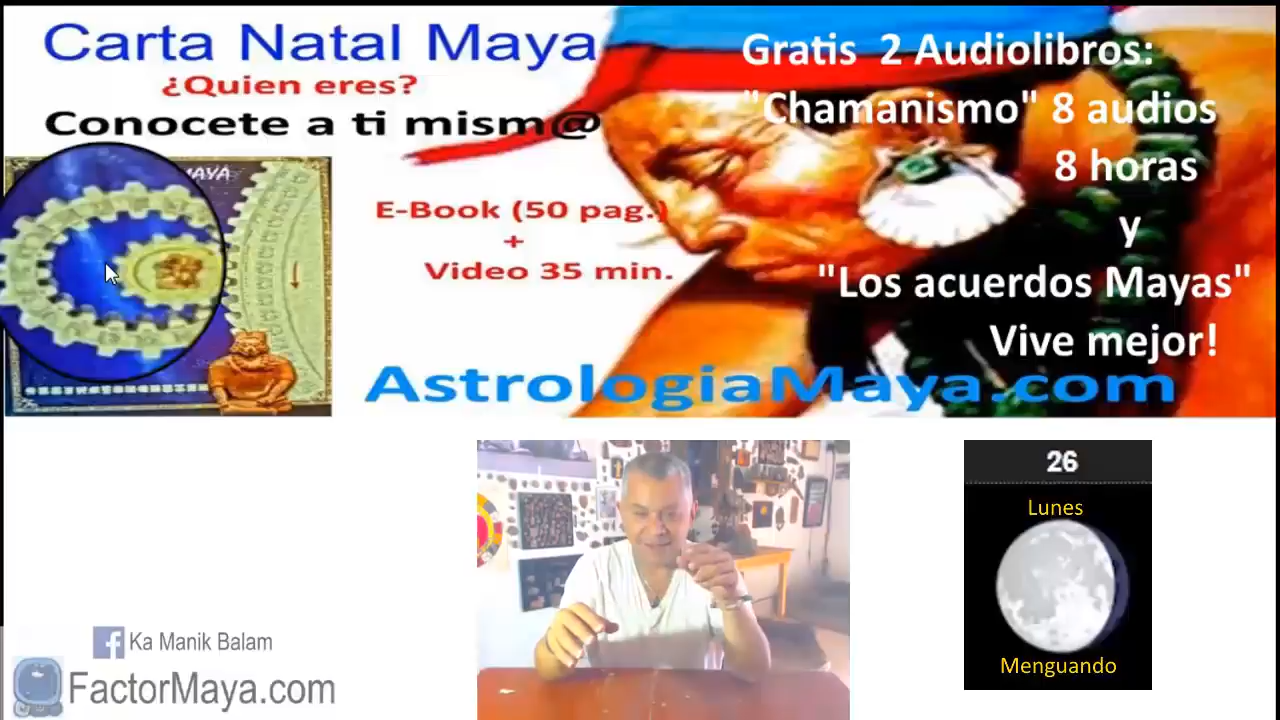 Carta Natal Maya
¿Quien eres?
Conocete a ti mism@
MAYA
E-Book (50 pag.)
+
Video 35 min.
Gratis 2 Audiolibros:
"Chamanismo" 8 audios
8 horas
y
"Los acuerdos Mayas"
Vive mejor!
AstrologiaMaya.com
26
Lunes
Menguando
Ka Manik Balam
FactorMaya.com